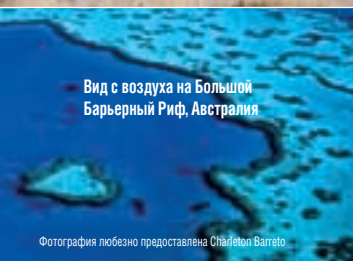 Вид с воздуха на Большой
Барьерный Риф, Австралия
Фотография любезно предоставлена Charleton Barreto